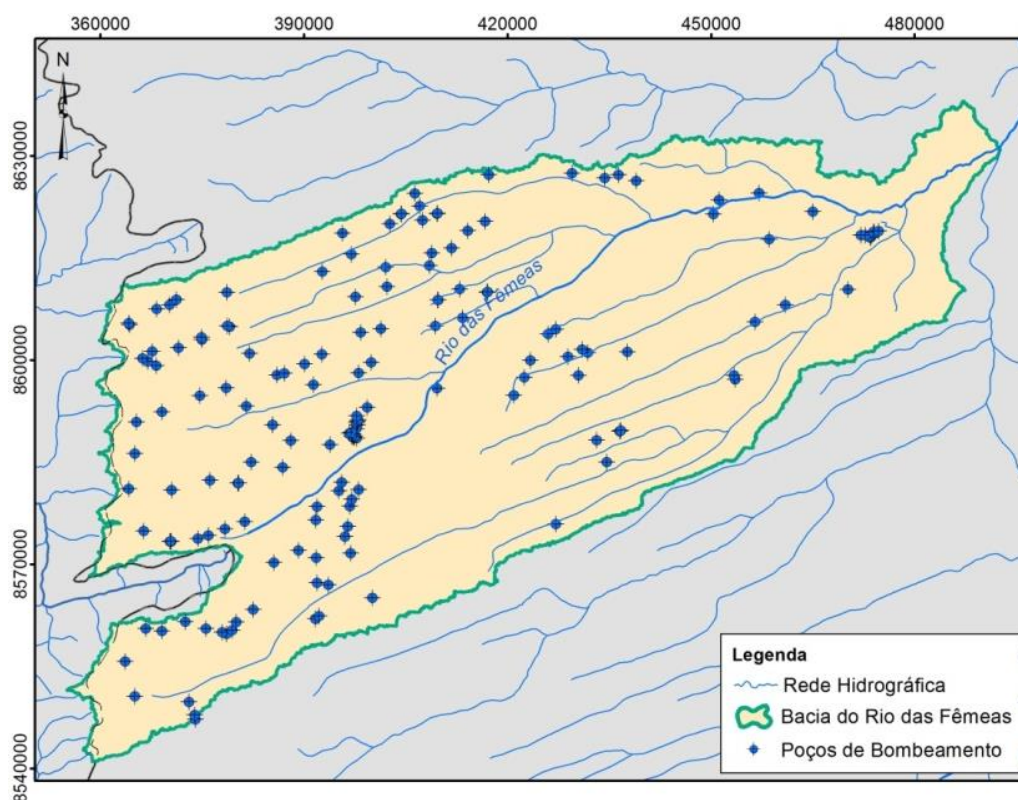 360000 390000 420000 450000 480000
N
8630000
8600000
8570000
8540000
Rio das Fêmeas
Legenda
Rede Hidrográfica
Bacia do Rio das Fêmeas
Poços de Bombeamento